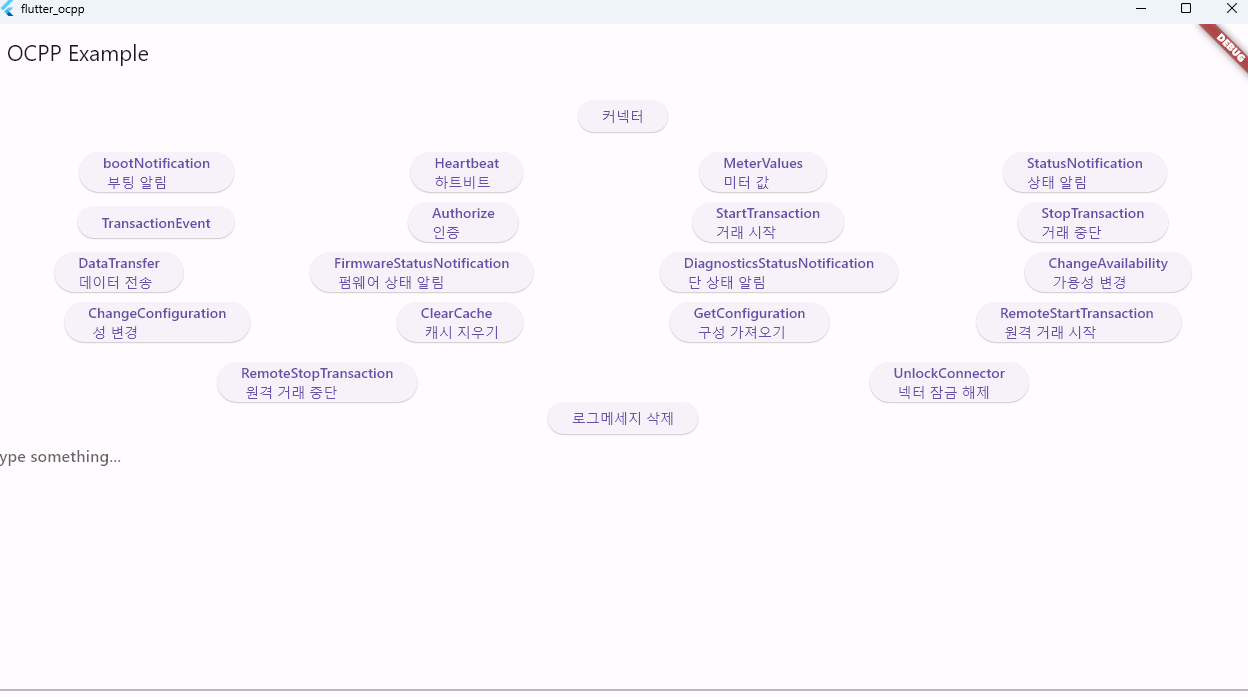 flutter_ocpp
OCPP Example
DEBUG
커넥터
bootNotification
부팅 알림
Heartbeat
하트비트
MeterValues
미터 값
StatusNotification
상태 알림
TransactionEvent
Authorize
인증
StartTransaction
거래 시작
StopTransaction
거래 중단
DataTransfer
데이터 전송
FirmwareStatusNotification
펌웨어 상태 알림
DiagnosticsStatusNotification
단 상태 알림
ChangeAvailability
가용성 변경
ChangeConfiguration
성 변경
ClearCache
캐시 지우기
GetConfiguration
구성 가져오기
RemoteStartTransaction
원격 거래 시작
RemoteStopTransaction
원격 거래 중단
UnlockConnector
넥터 잠금 해제
로그메세지 삭제
ype something...